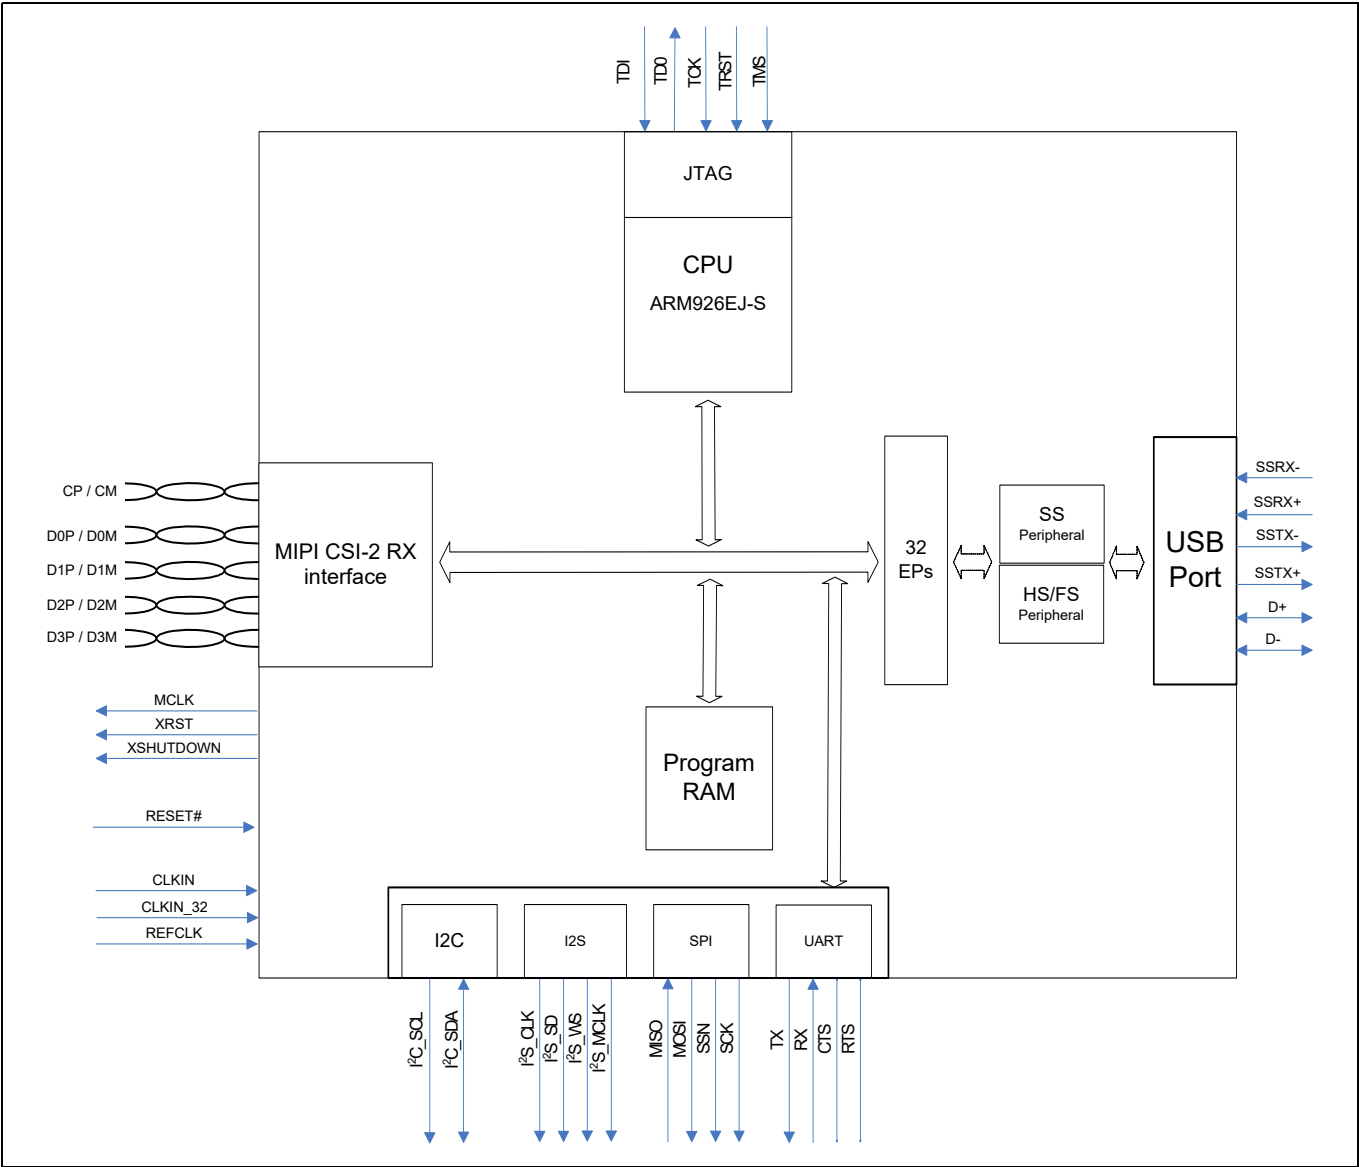 TDI
TD0
TCK
TRST
TMS
JTAG
CPU
ARM926EJ-S
CP / CM
D0P / D0M
D1P / D1M
D2P / D2M
D3P / D3M
MIPI CSI-2 RX
interface
32
EPs
SS
Peripheral
HS/FS
Peripheral
USB
Port
SSRX-
SSRX+
SSTX-
SSTX+
D+
D-
MCLK
XRST
XSHUTDOWN
RESET#
CLKIN
CLKIN_32
REFCLK
Program
RAM
I2C
I2S
SPI
UART
I²C_SCL
I²C_SDA
I²S_CLK
I²S_SD
I²S_WS
I²S_MCLK
MISO
MOSI
SSN
SCK
TX
RX
CTS
RTS